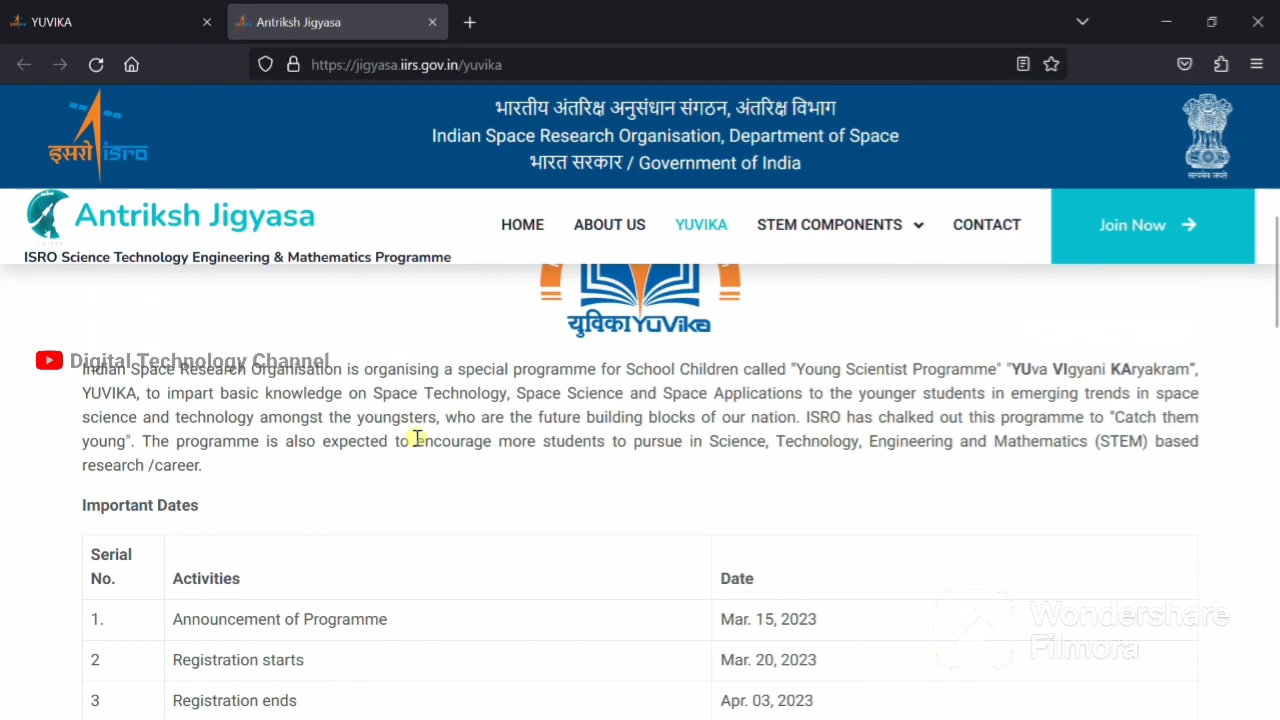 YUVIKA
Antriksh Jigyasa
https://jigyasa.iirs.gov.in/yuvika
भारतीय अंतरिक्ष अनुसंधान संगठन, अंतरिक्ष विभाग
Indian Space Research Organisation, Department of Space
भारत सरकार / Government of India
इसरो isro
सत्यमेव जयते
Antriksh Jigyasa
ISRO Science Technology Engineering & Mathematics Programme
HOME ABOUT US YUVIKA STEM COMPONENTS CONTACT Join Now
युविका YUVika
Digital Technology Channel
Indian Space Research Organisation is organising a special programme for School Children called "Young Scientist Programme" "YUva VIgyani KAryakram”,
YUVIKA, to impart basic knowledge on Space Technology, Space Science and Space Applications to the younger students in emerging trends in space
science and technology amongst the youngsters, who are the future building blocks of our nation. ISRO has chalked out this programme to "Catch them
young". The programme is also expected to encourage more students to pursue in Science, Technology, Engineering and Mathematics (STEM) based
research /career.
Important Dates
Serial
No. Activities Date
1. Announcement of Programme Mar. 15, 2023
2 Registration starts Mar. 20, 2023
3 Registration ends Apr. 03, 2023
Wondershare
Filmora